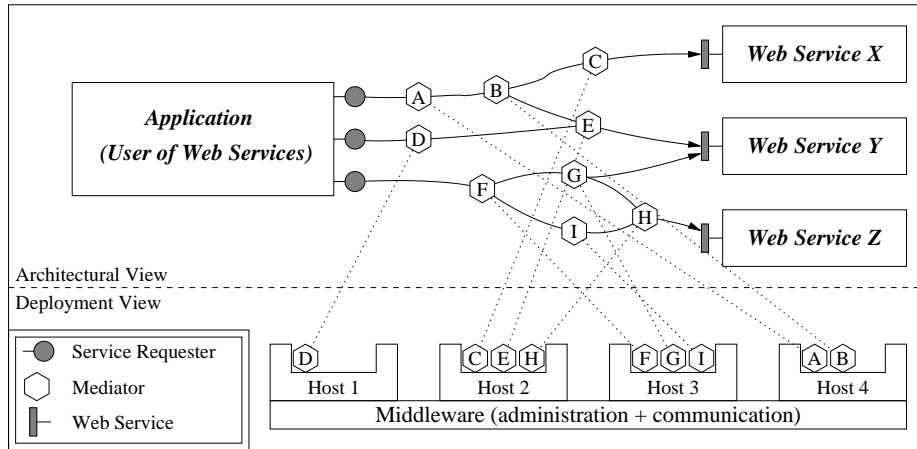 Application
(User of Web Services)
A
B
C
D
E
F
G
H
I
Web Service X
Web Service Y
Web Service Z
Architectural View
Deployment View
Service Requester
Mediator
Web Service
D
Host 1
C E H
Host 2
F G I
Host 3
A B
Host 4
Middleware (administration + communication)